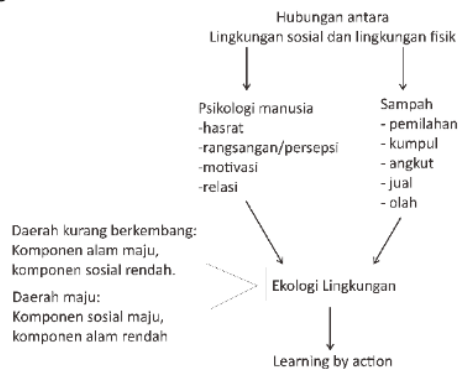 Hubungan antara
Lingkungan sosial dan lingkungan fisik
Psikologi manusia
-hasrat
-rangsangan/persepsi
-motivasi
-relasi
Sampah
- pemilahan
- kumpul
- angkut
- jual
- olah
Daerah kurang berkembang:
Komponen alam maju,
komponen sosial rendah.
Daerah maju:
Komponen sosial maju,
komponen alam rendah
Ekologi Lingkungan
Learning by action